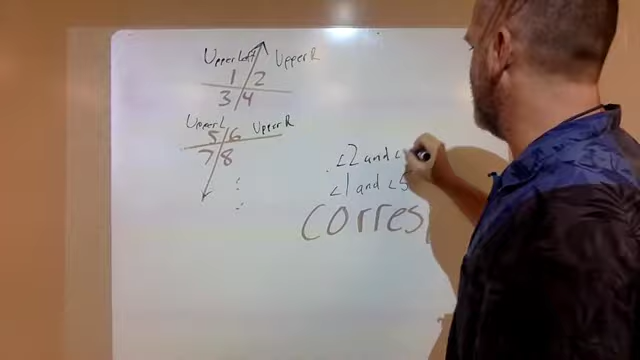 Upper Left Upper R
1 2
3 4
Upper L Upper R
5 6
7 8
<2 and <
<1 and <5
corres